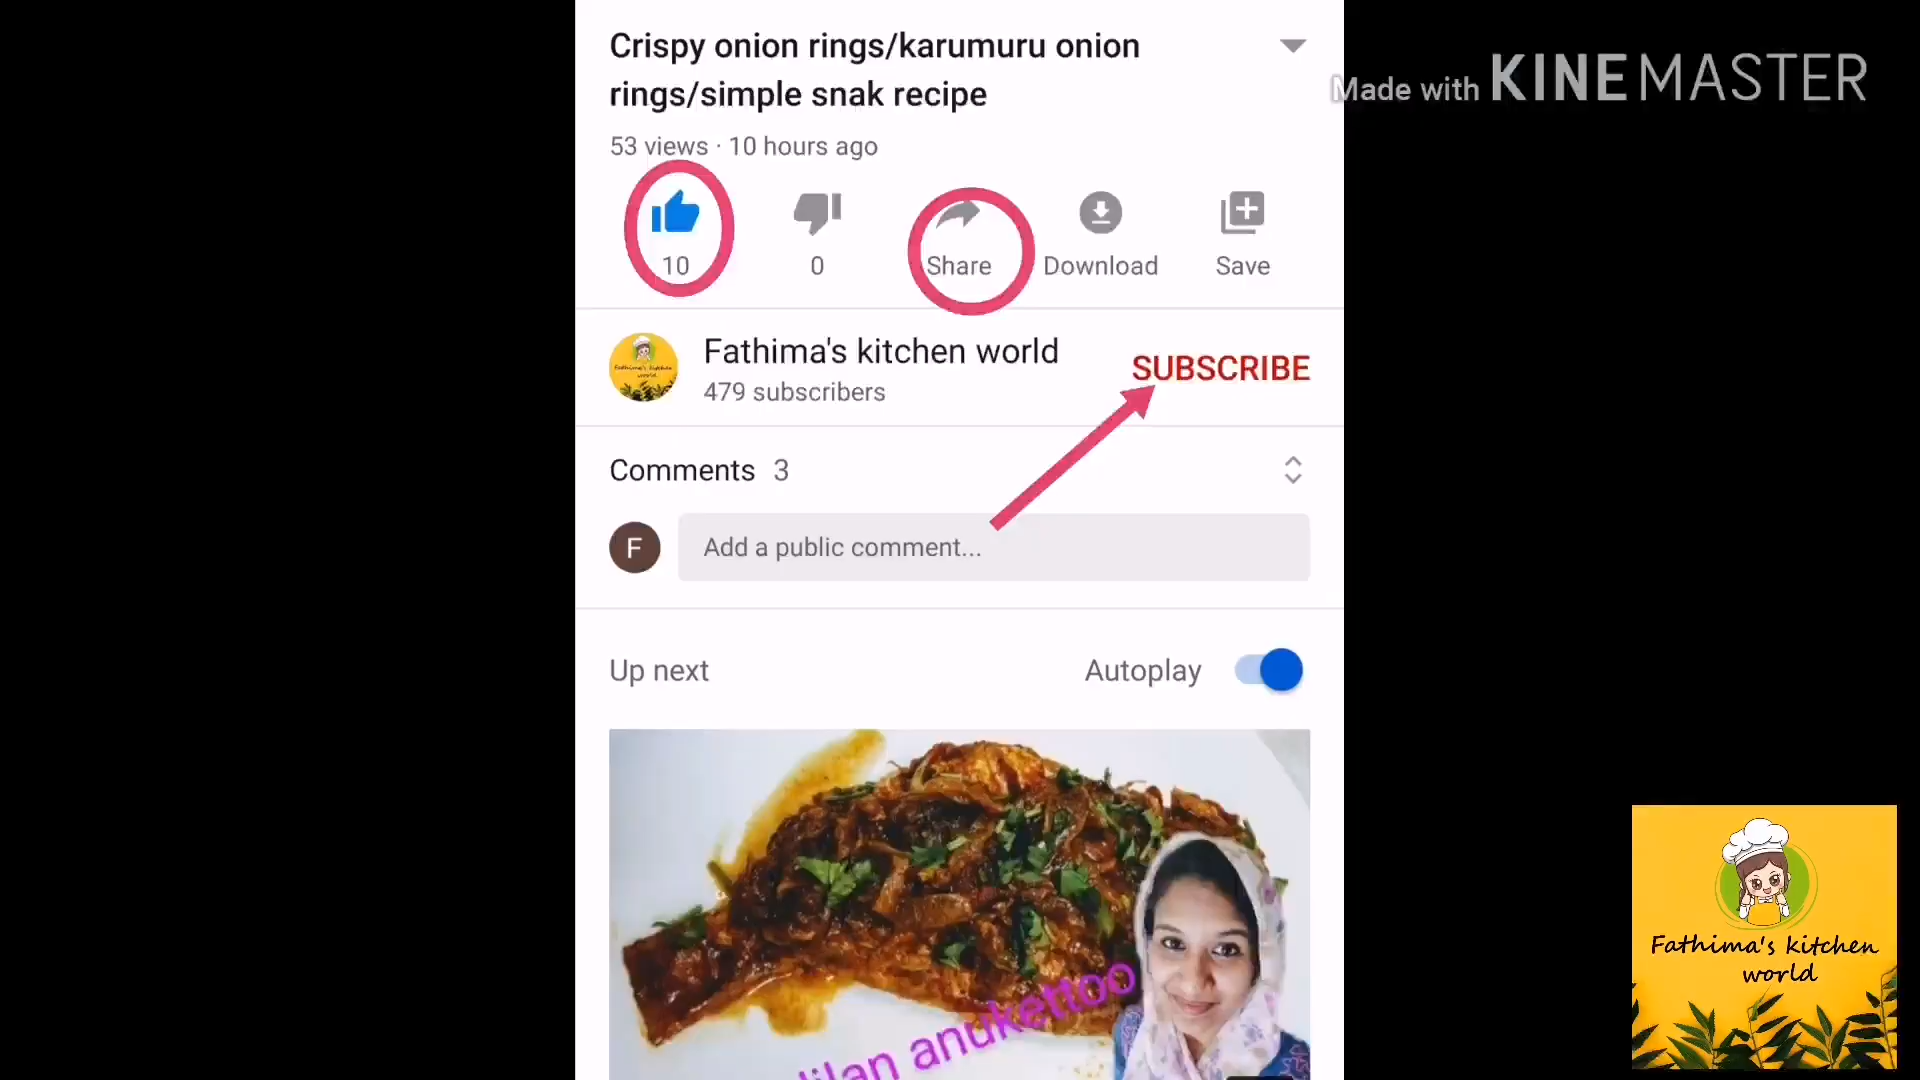 Crispy onion rings/karumuru onion
rings/simple snak recipe
53 views · 10 hours ago
10
0
Share
Download
Save
Fathima's kitchen world
479 subscribers
SUBSCRIBE
Comments 3
F
Add a public comment...
Up next
Autoplay
anukettoo
Made with KINEMASTER
Fathima's kitchen
world